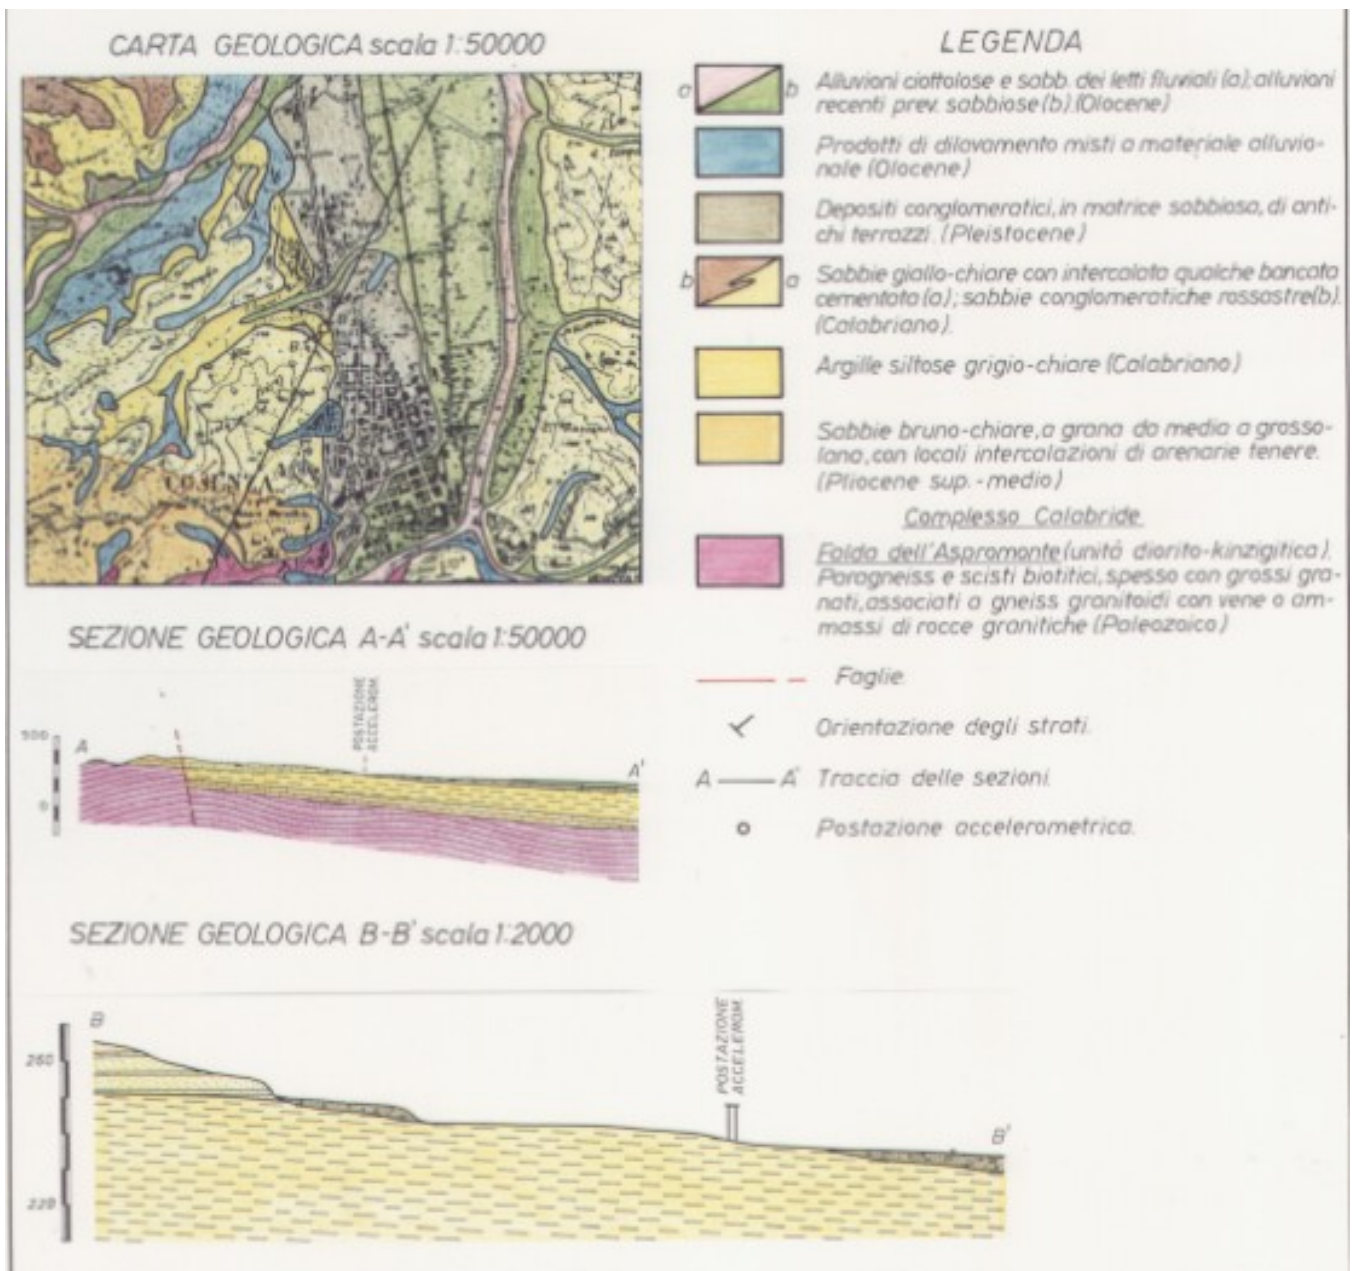 CARTA GEOLOGICA scala 1:50000
COSENZA
LEGENDA
a
b
Alluvioni ciottolose e sabb. dei letti fluviali (a); alluvioni
recenti prev. sabbiose (b). (Olocene)
Prodotti di dilavamento misti a materiale alluvio-
nale (Olocene)
Depositi conglomeratici, in matrice sabbiosa, di anti-
chi terrazzi. (Pleistocene)
b
a
Sabbie giallo-chiare con intercalata qualche bancata
cementata (a); sabbie conglomeratiche rossastre (b).
(Calabriano).
Argille siltose grigio-chiare (Calabriano)
Sabbie bruno-chiare, a grana da media a grosso-
lana, con locali intercalazioni di arenarie tenere.
(Pliocene sup. - medio)
Complesso Calabride
Falda dell'Aspromonte (unitá diorito-kinzigitica).
Paragneiss e scisti biotitici, spesso con grossi gra-
nati, associati a gneiss granitoidi con vene o am-
massi di rocce granitiche (Paleozoico)
Faglie.
Orientazione degli strati.
A A' Traccia delle sezioni.
Postazione accelerometrica.
SEZIONE GEOLOGICA A-A' scala 1:50000
POSTAZIONE
ACCELEROM.
500
0
A
A'
SEZIONE GEOLOGICA B-B' scala 1:2000
POSTAZIONE
ACCELEROM.
B
260
220
B'